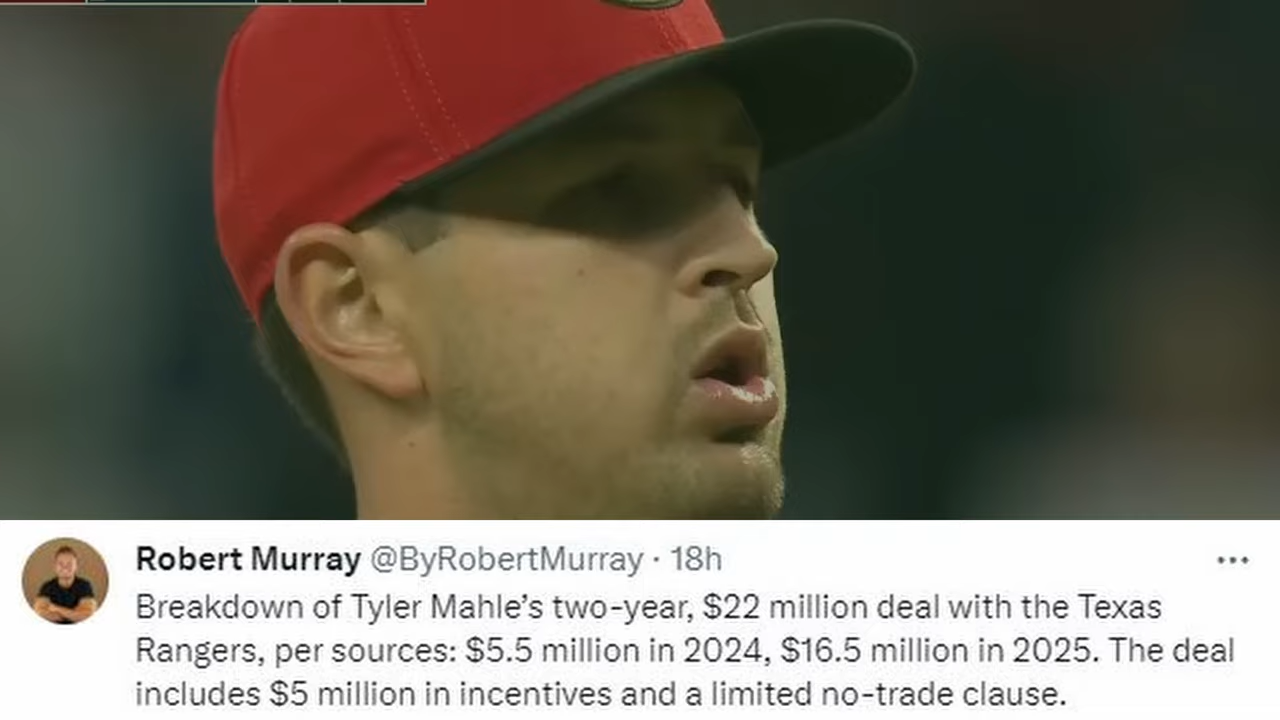 Robert Murray @ByRobertMurray · 18h
Breakdown of Tyler Mahle’s two-year, $22 million deal with the Texas
Rangers, per sources: $5.5 million in 2024, $16.5 million in 2025. The deal
includes $5 million in incentives and a limited no-trade clause.